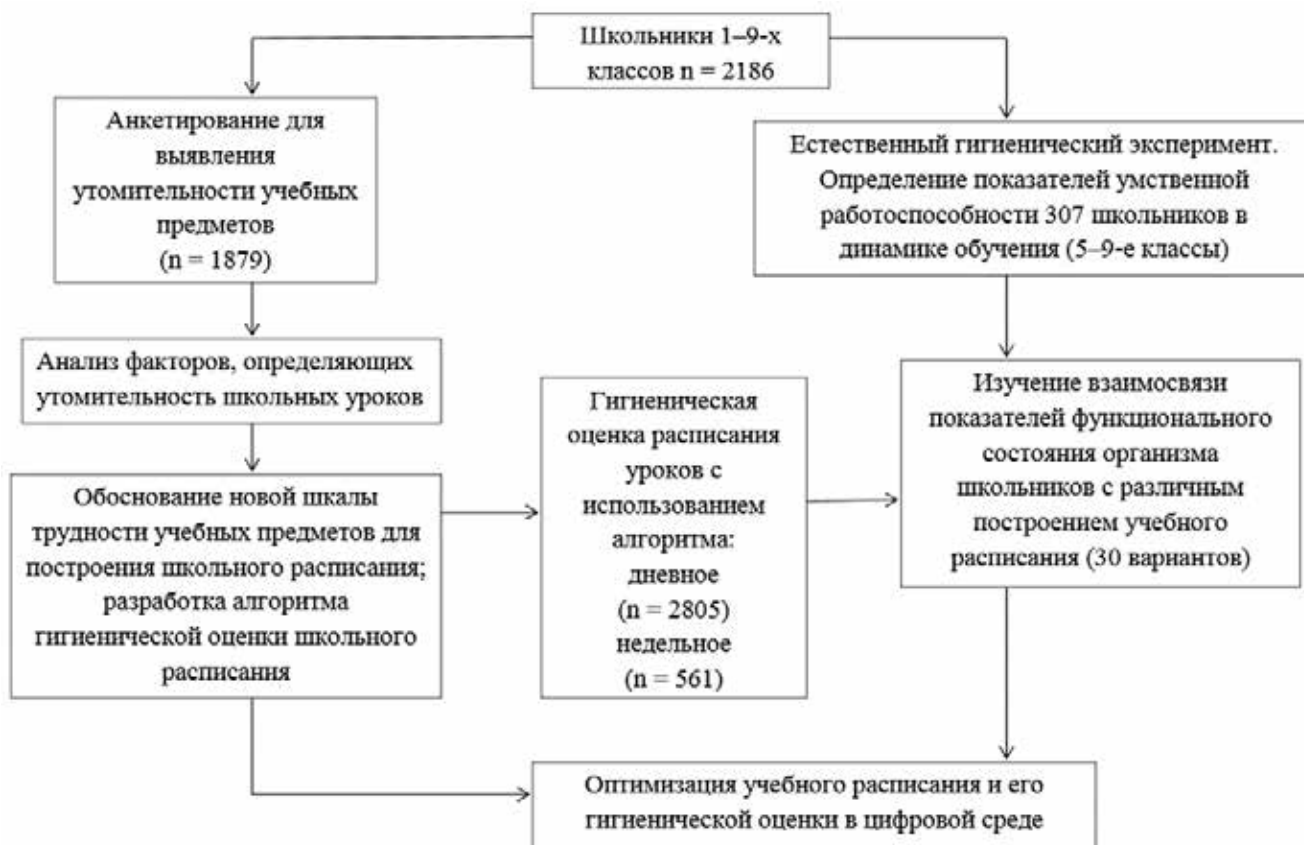 Школьники 1–9-х
классов n = 2186
Анкетирование для
выявления
утомительности учебных
предметов
(n = 1879)
Естественный гигиенический эксперимент.
Определение показателей умственной
работоспособности 307 школьников в
динамике обучения (5–9-е классы)
Анализ факторов, определяющих
утомительность школьных уроков
Обоснование новой шкалы
трудности учебных предметов для
построения школьного расписания;
разработка алгоритма
гигиенической оценки школьного
расписания
Гигиеническая
оценка расписания
уроков с
использованием
алгоритма:
дневное
(n = 2805)
недельное
(n = 561)
Изучение взаимосвязи
показателей функционального
состояния организма
школьников с различным
построением учебного
расписания (30 вариантов)
Оптимизация учебного расписания и его
гигиенической оценки в цифровой среде